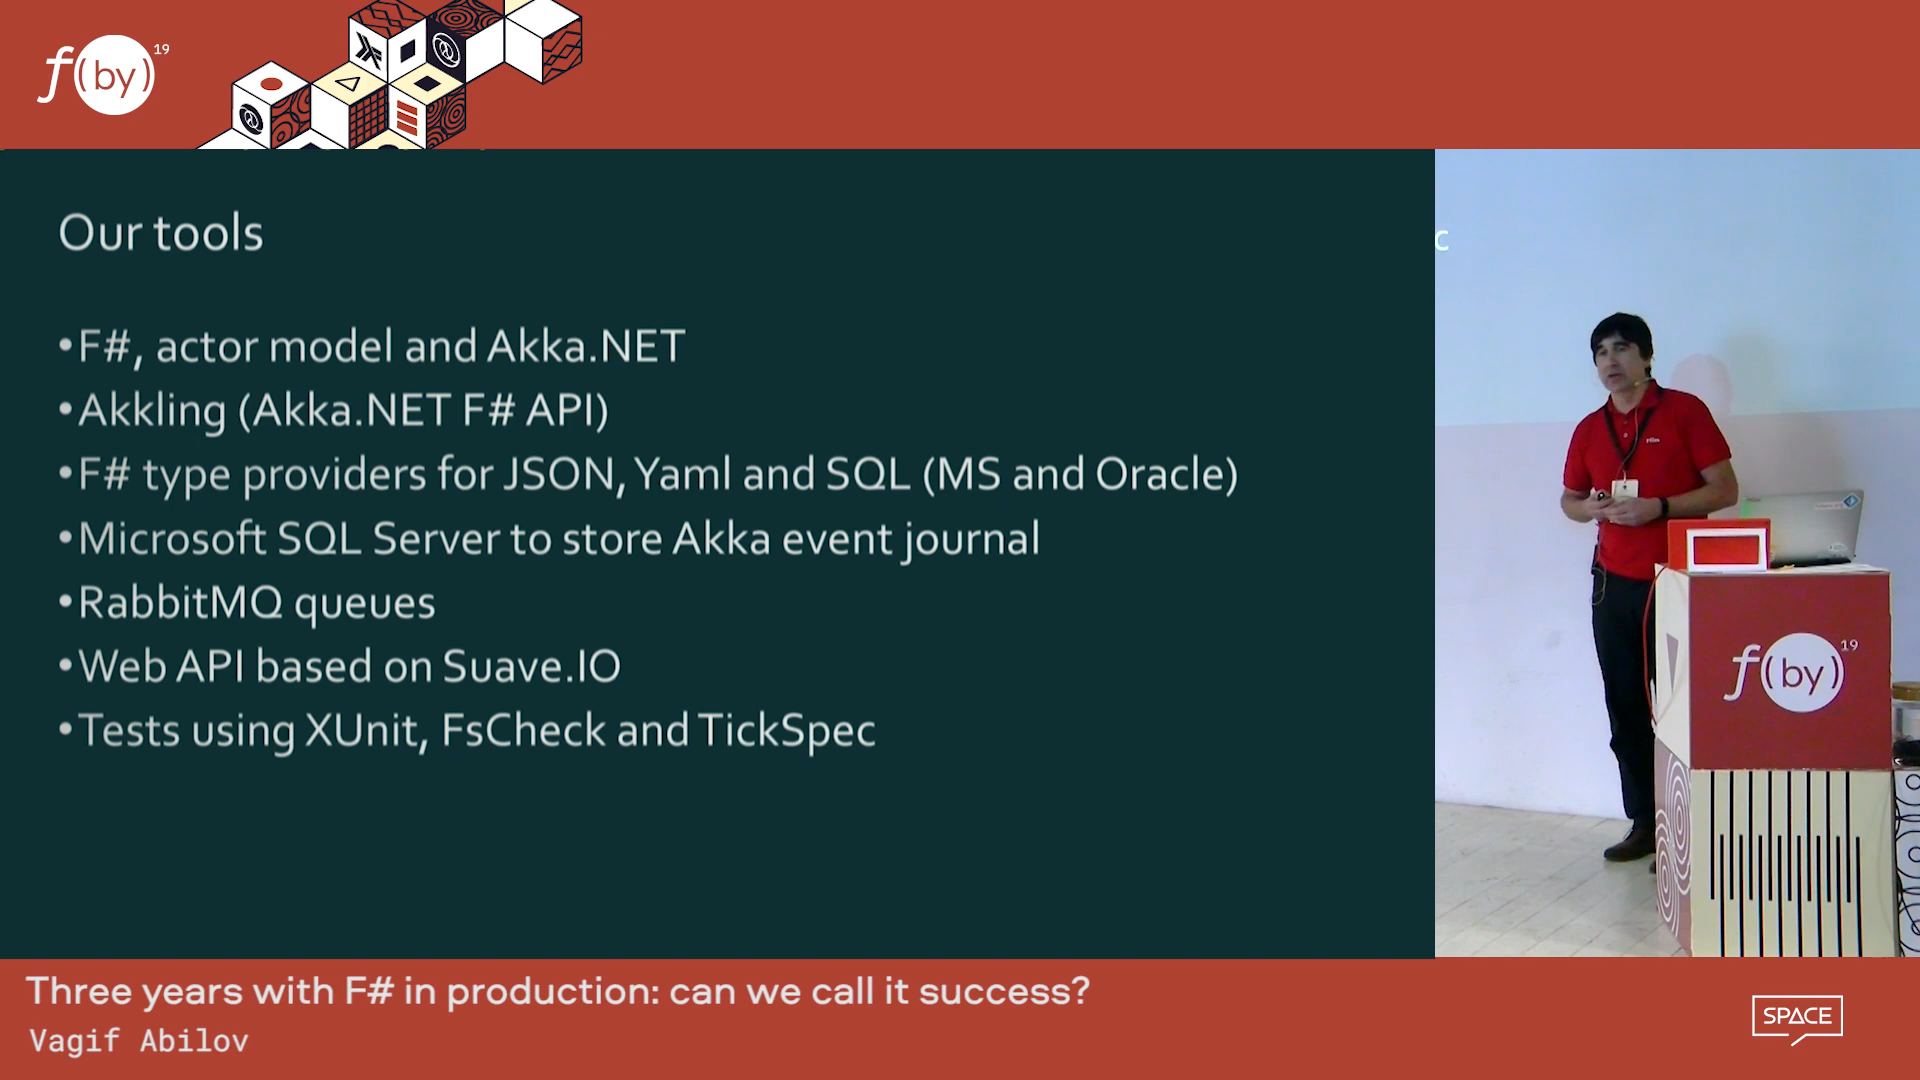 f(by) 19
Our tools
•F#, actor model and Akka.NET
•Akkling (Akka.NET F# API)
•F# type providers for JSON, Yaml and SQL (MS and Oracle)
•Microsoft SQL Server to store Akka event journal
•RabbitMQ queues
•Web API based on Suave.IO
•Tests using XUnit, FsCheck and TickSpec
c
f(by) 19
Three years with F# in production: can we call it success?
Vagif Abilov
SPACE